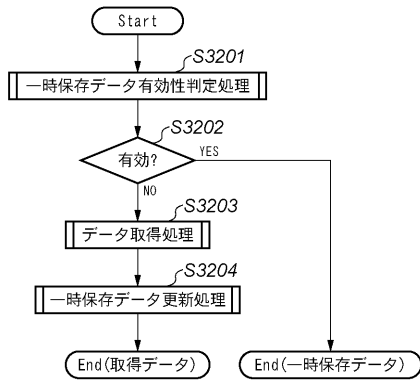 Start
S3201
一時保存データ有効性判定処理
S3202
有効?
YES
NO
S3203
データ取得処理
S3204
一時保存データ更新処理
End(取得データ)
End(一時保存データ)